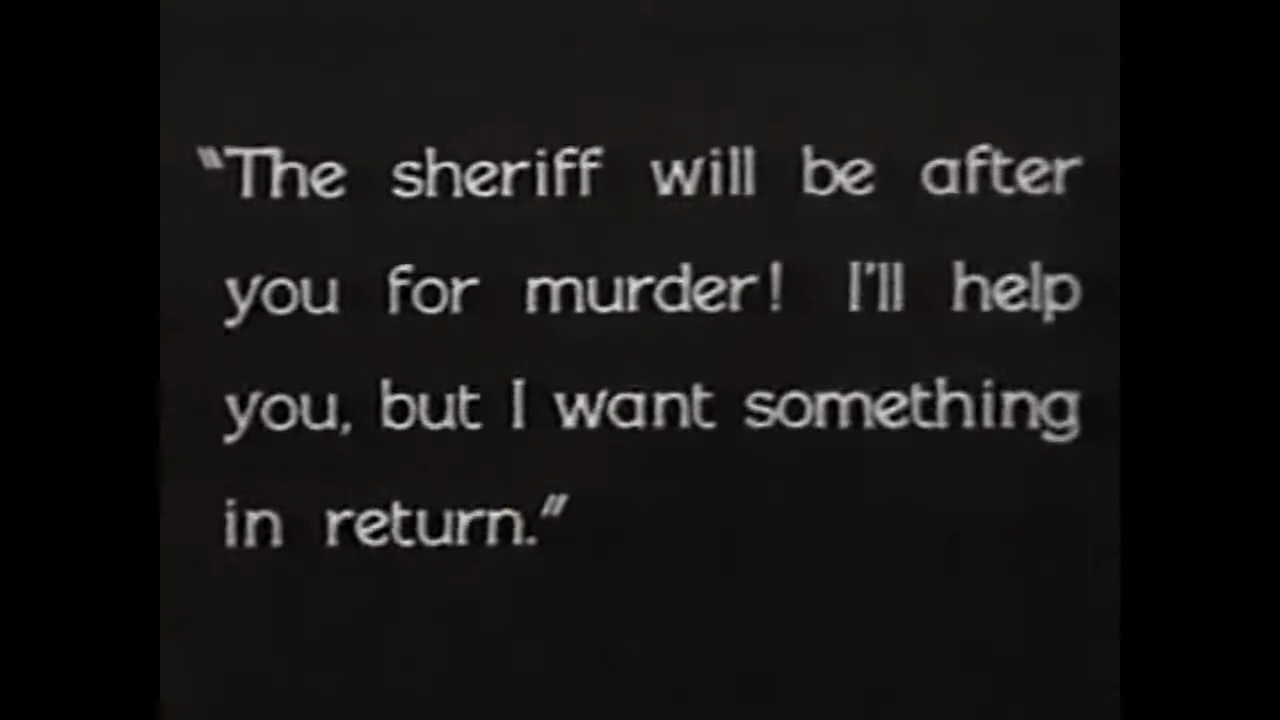 “The sheriff will be after
you for murder! I'll help
you, but I want something
in return.”